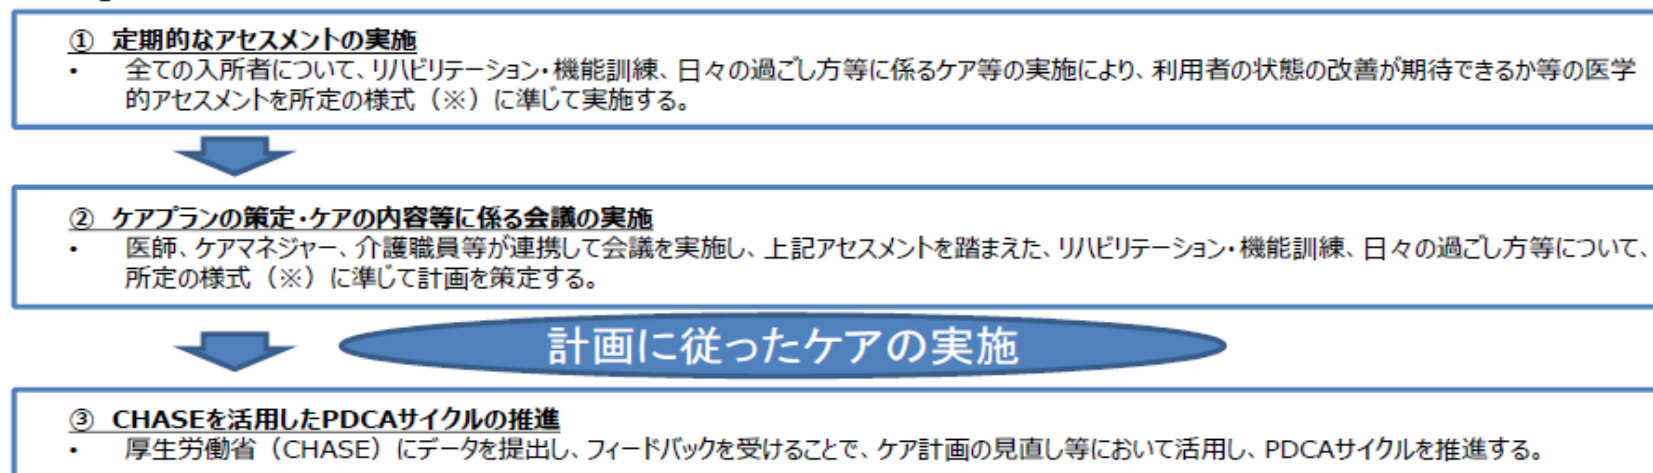 ① 定期的なアセスメントの実施
・ 全ての入所者について、リハビリテーション・機能訓練、日々の過ごし方等に係るケア等の実施により、利用者の状態の改善が期待できるか等の医学
的アセスメントを所定の様式（※）に準じて実施する。
② ケアプランの策定・ケアの内容等に係る会議の実施
・ 医師、ケアマネジャー、介護職員等が連携して会議を実施し、上記アセスメントを踏まえた、リハビリテーション・機能訓練、日々の過ごし方等について、
所定の様式（※）に準じて計画を策定する。
計画に従ったケアの実施
③ CHASEを活用したPDCAサイクルの推進
・ 厚生労働省（CHASE）にデータを提出し、フィードバックを受けることで、ケア計画の見直し等において活用し、PDCAサイクルを推進する。